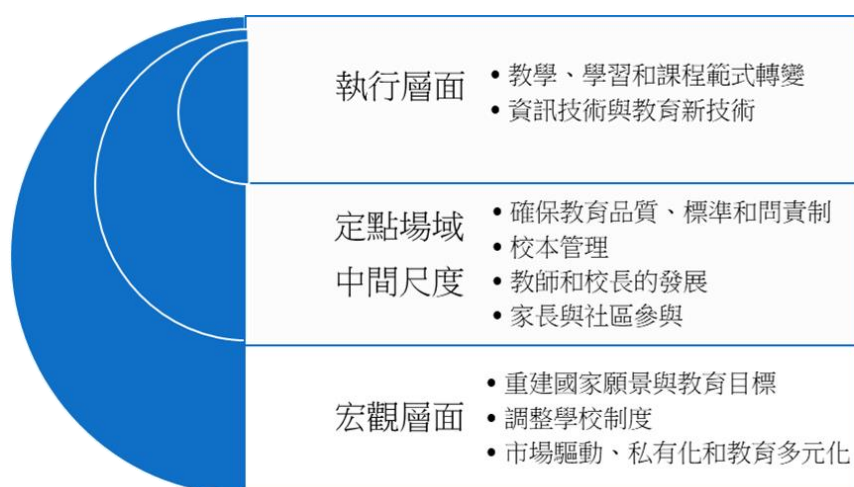 執行層面
• 教學、學習和課程範式轉變
• 資訊技術與教育新技術
定點場域
中間尺度
• 確保教育品質、標準和問責制
• 校本管理
• 教師和校長的發展
• 家長與社區參與
宏觀層面
• 重建國家願景與教育目標
• 調整學校制度
• 市場驅動、私有化和教育多元化